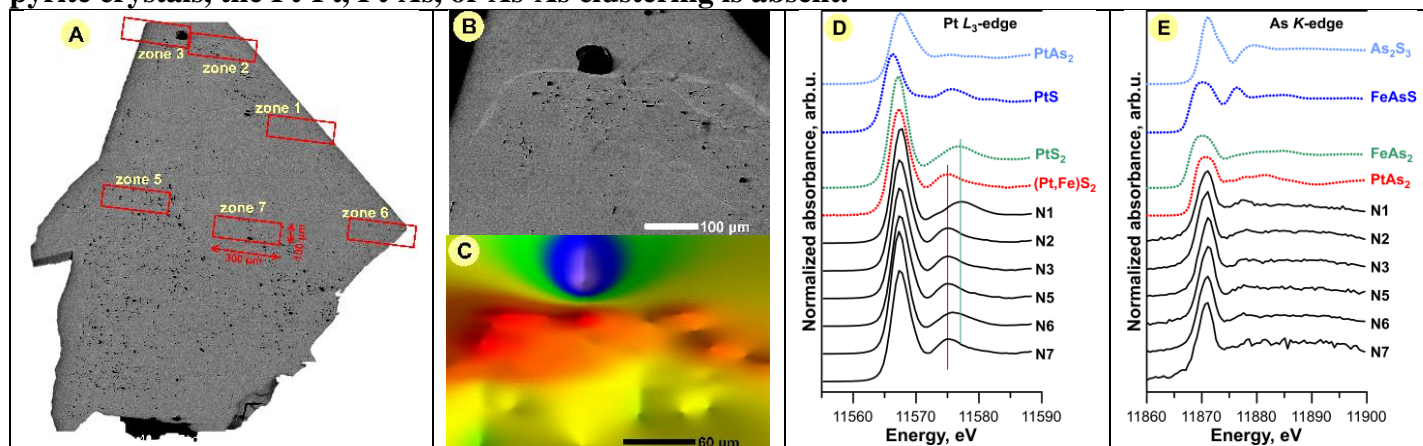 pyrite crystals, the Pt-Pt, Pt-As, or As-As clustering is absent.
A
zone 3
zone 2
zone 1
zone 5
zone 7
zone 6
300 µm
150 µm
B
100 µm
C
60 µm
D
Pt L3-edge
PtAs2
PtS
PtS2
(Pt,Fe)S2
N1
N2
N3
N5
N6
N7
Normalized absorbance, arb.u.
11560 11570 11580 11590
Energy, eV
E
As K-edge
As2S3
FeAsS
FeAs2
PtAs2
N1
N2
N3
N5
N6
N7
Normalized absorbance, arb.u.
11860 11870 11880 11890 11900
Energy, eV